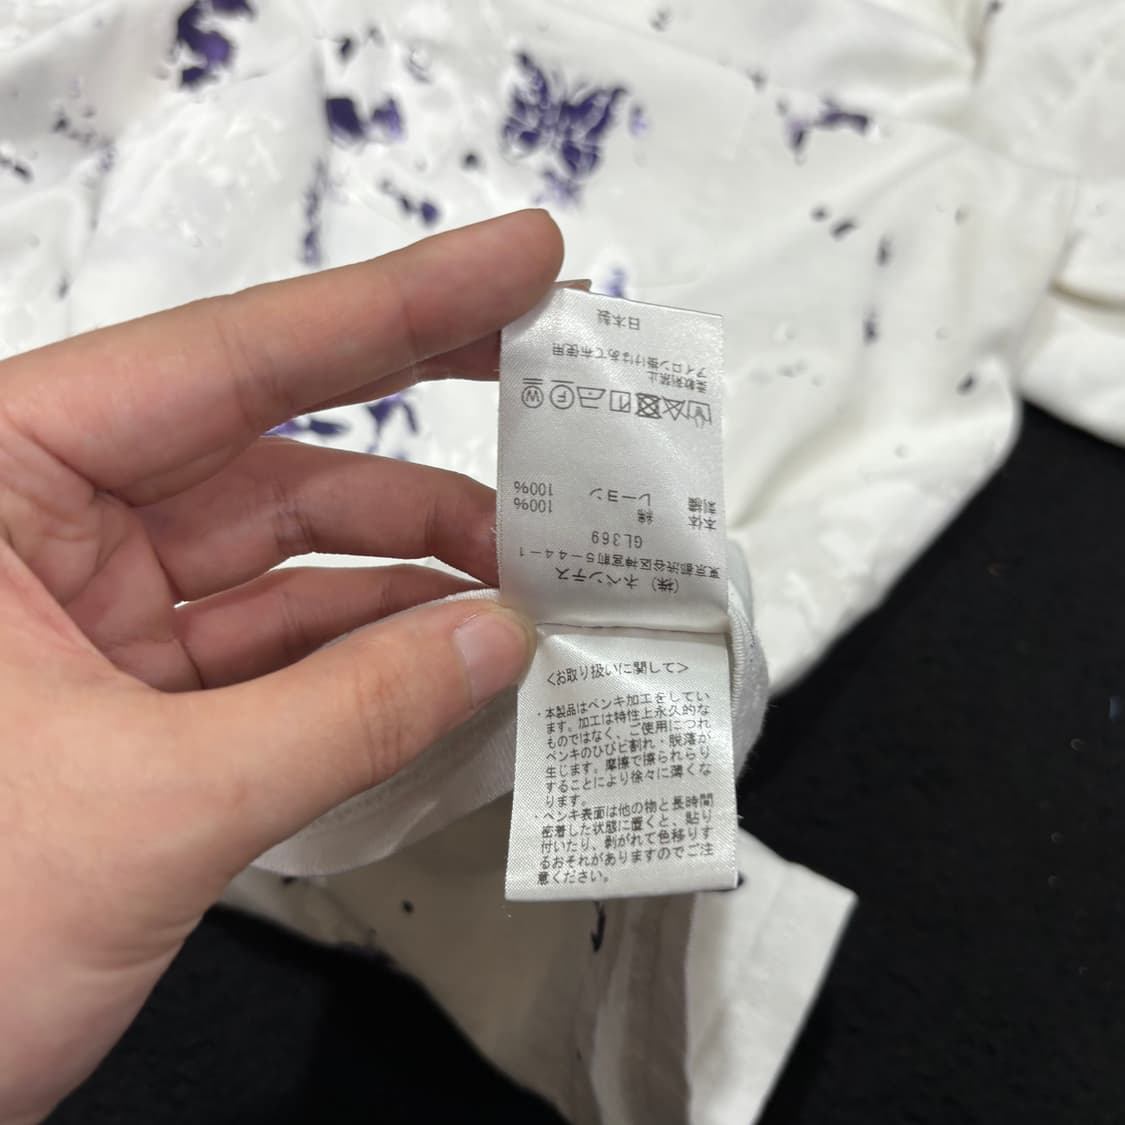 (株) ネペンテス
東京都渋谷区神宮町5-44-1
GL369
本体 綿 100%
刺繍 レーヨン 100%
W F
柔軟剤禁止
アイロン掛けはあて布使用
日本製
<お取り扱いに関して>
・本製品はペンキ加工をしてい
ます。加工は特性上永久的な
ものではなく、ご使用につれ
ペンキのひびヒ割れ・脱落が
生じます。摩擦で擦られらり
することにより徐々に薄くな
ります。
・ペンキ表面は他の物と長時間
密着した状態に置くと、貼り
付いたり、剥がれて色移りす
るおそれがありますのでご注
意ください。